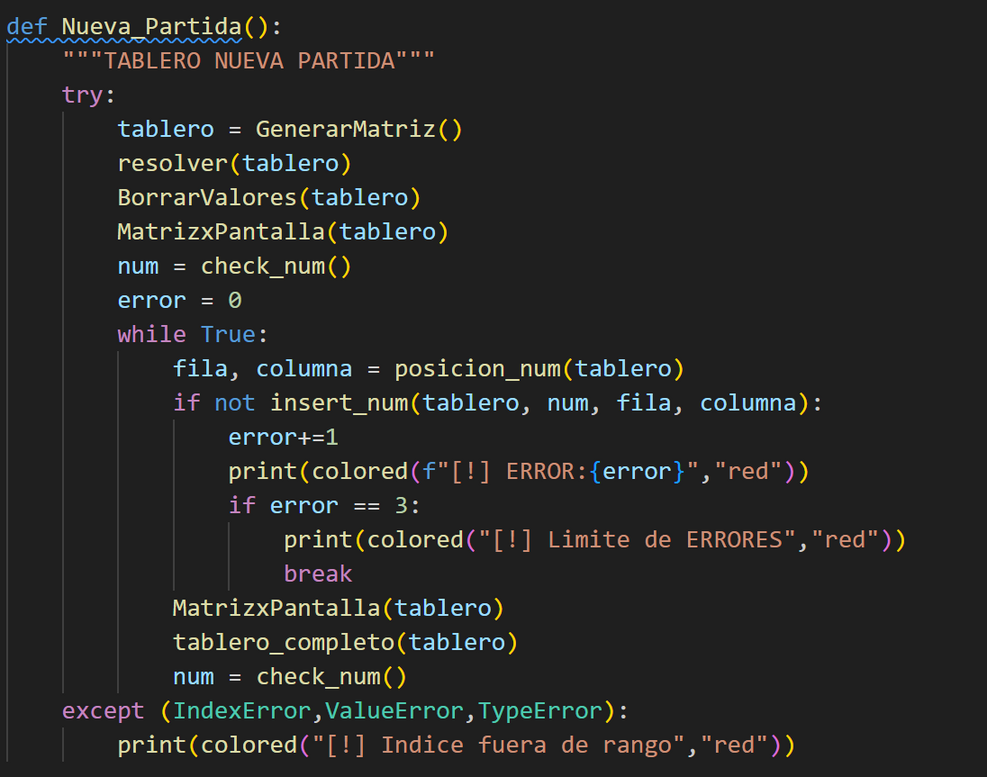 def Nueva_Partida():
    """TABLERO NUEVA PARTIDA"""
    try:
        tablero = GenerarMatriz()
        resolver(tablero)
        BorrarValores(tablero)
        MatrizxPantalla(tablero)
        num = check_num()
        error = 0
        while True:
            fila, columna = posicion_num(tablero)
            if not insert_num(tablero, num, fila, columna):
                error+=1
                print(colored(f"[!] ERROR:{error}","red"))
                if error == 3:
                    print(colored("[!] Limite de ERRORES","red"))
                    break
            MatrizxPantalla(tablero)
            tablero_completo(tablero)
            num = check_num()
    except (IndexError,ValueError,TypeError):
        print(colored("[!] Indice fuera de rango","red"))